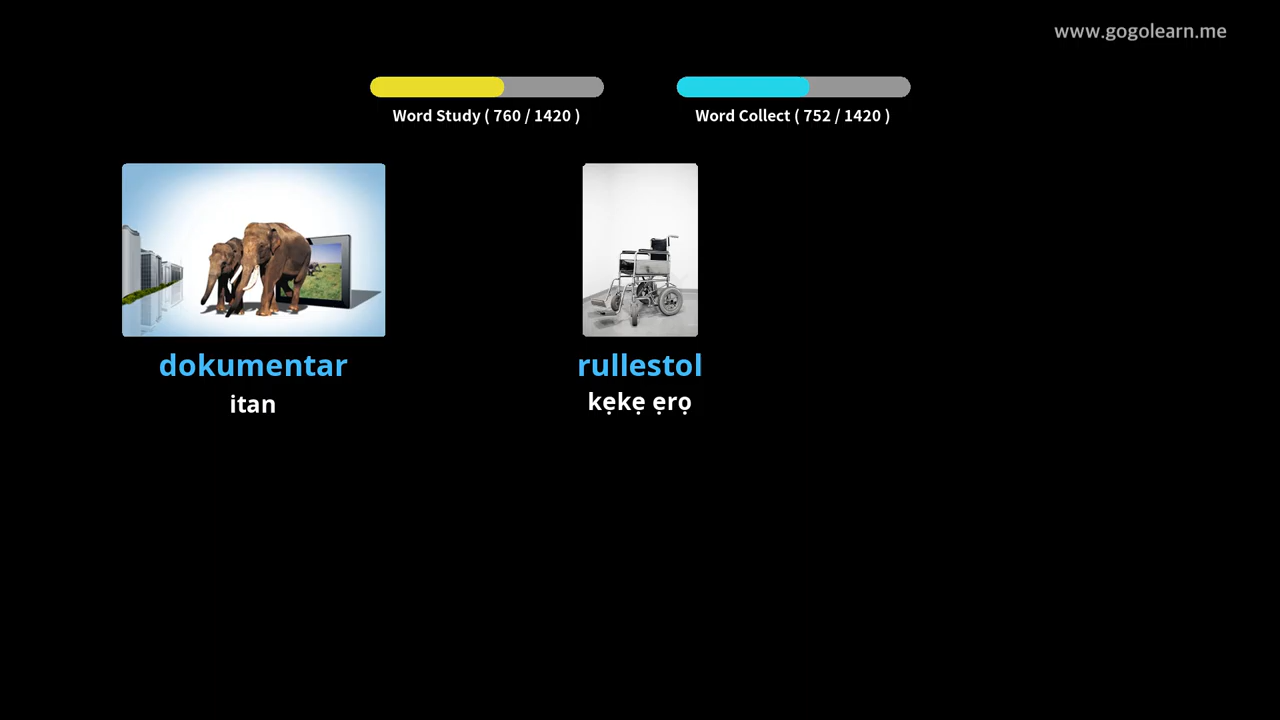 www.gogolearn.me
Word Study ( 760 / 1420 )
Word Collect ( 752 / 1420 )
dokumentar
itan
rullestol
kẹkẹ ẹrọ